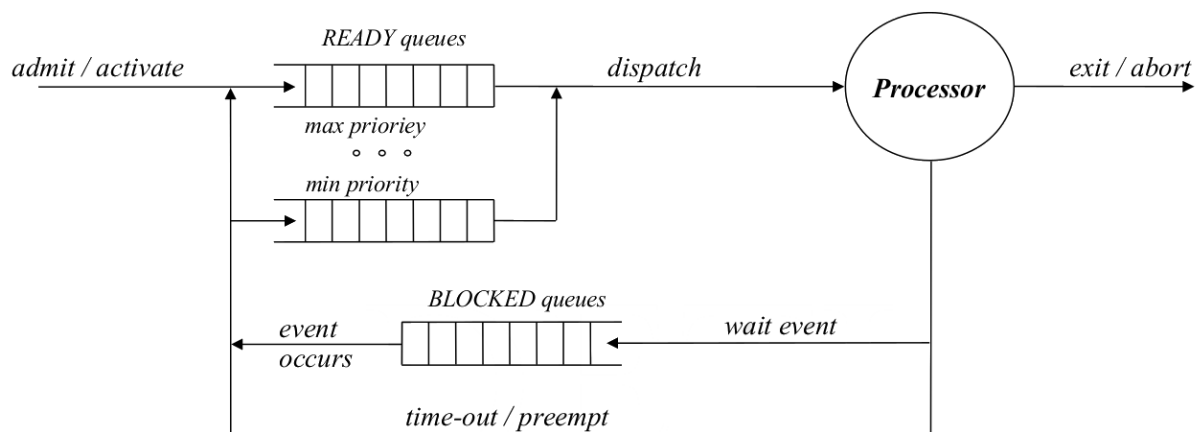 READY queues
admit / activate
dispatch
exit / abort
Processor
max prioriey
min priority
BLOCKED queues
event
occurs
wait event
time-out / preempt